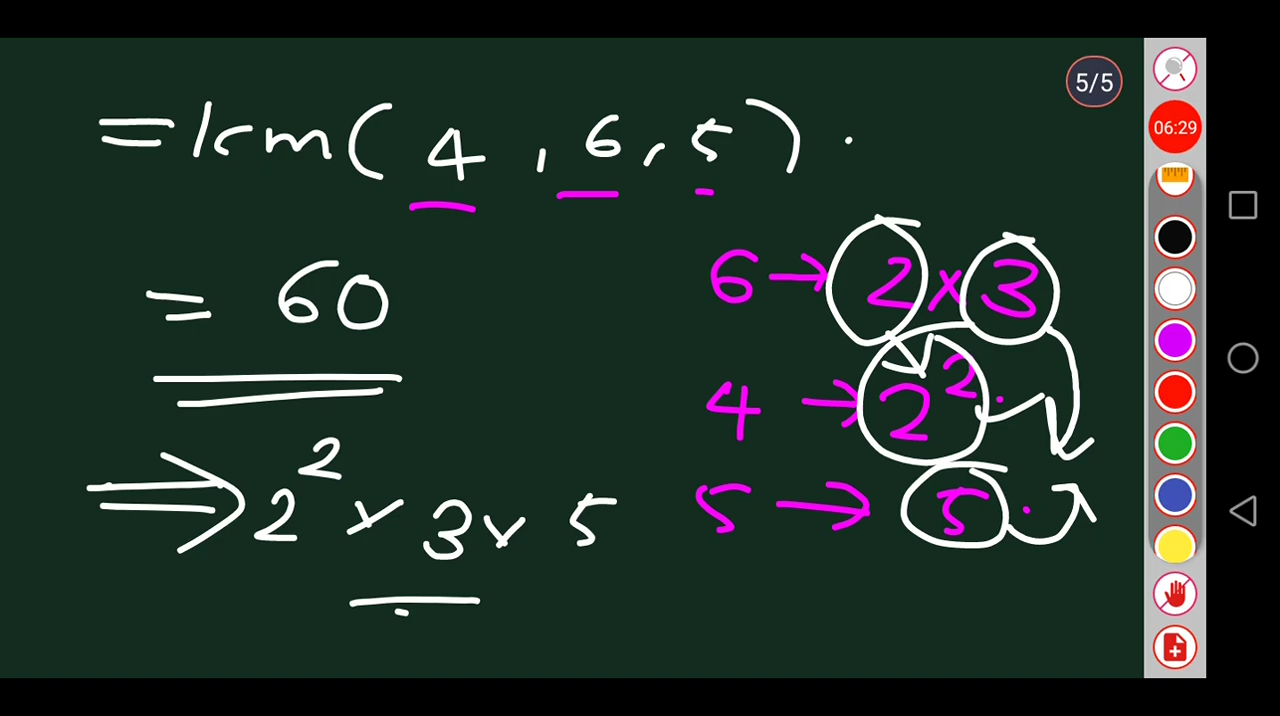 = lcm( 4 , 6 , 5 ) .
5/5
06:29
= 60
6 → 2 × 3
4 → 2² .
5 → 5 .
⇒ 2² × 3 × 5